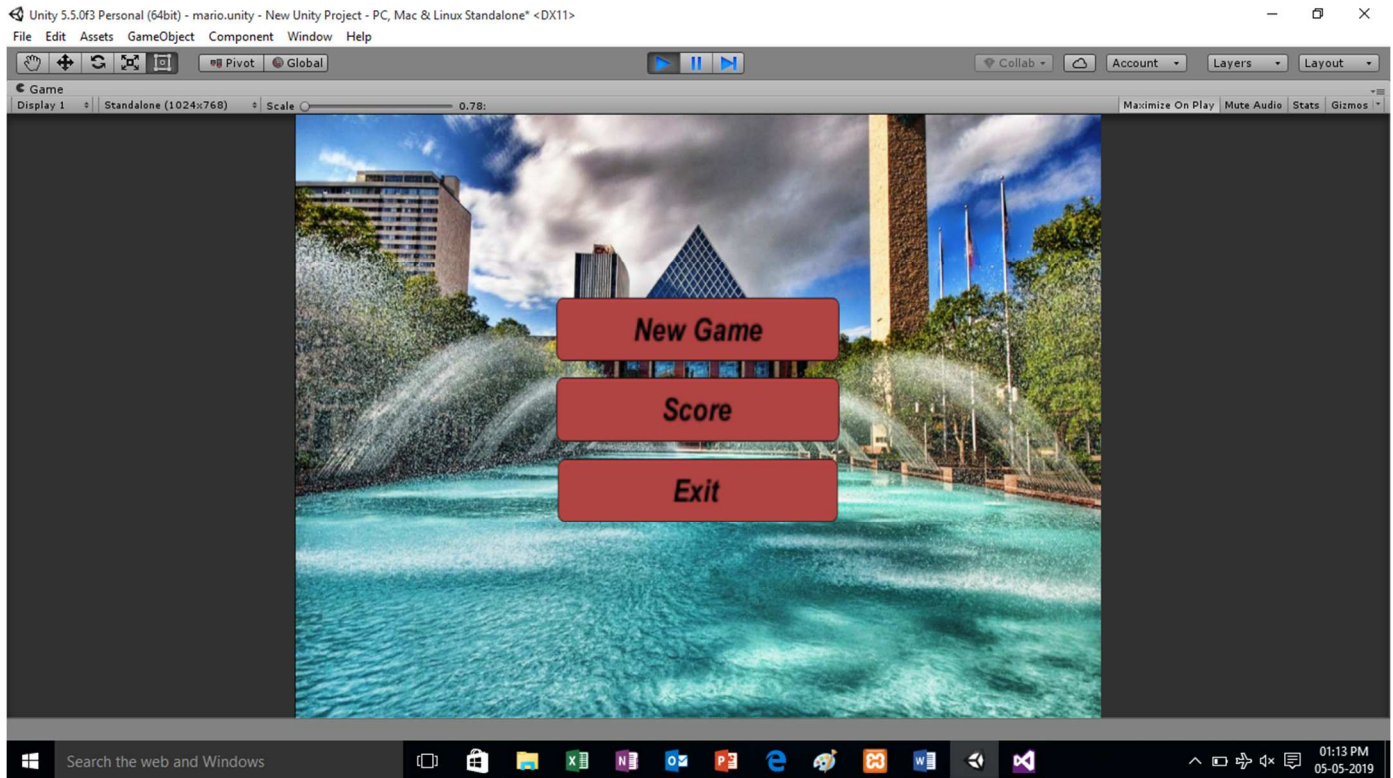 Unity 5.5.0f3 Personal (64bit) - mario.unity - New Unity Project - PC, Mac & Linux Standalone* <DX11>
File Edit Assets GameObject Component Window Help
Pivot Global Collab Account Layers Layout
Game
Display 1 Standalone (1024x768) Scale 0.78: Maximize On Play Mute Audio Stats Gizmos
New Game
Score
Exit
Search the web and Windows
01:13 PM
05-05-2019